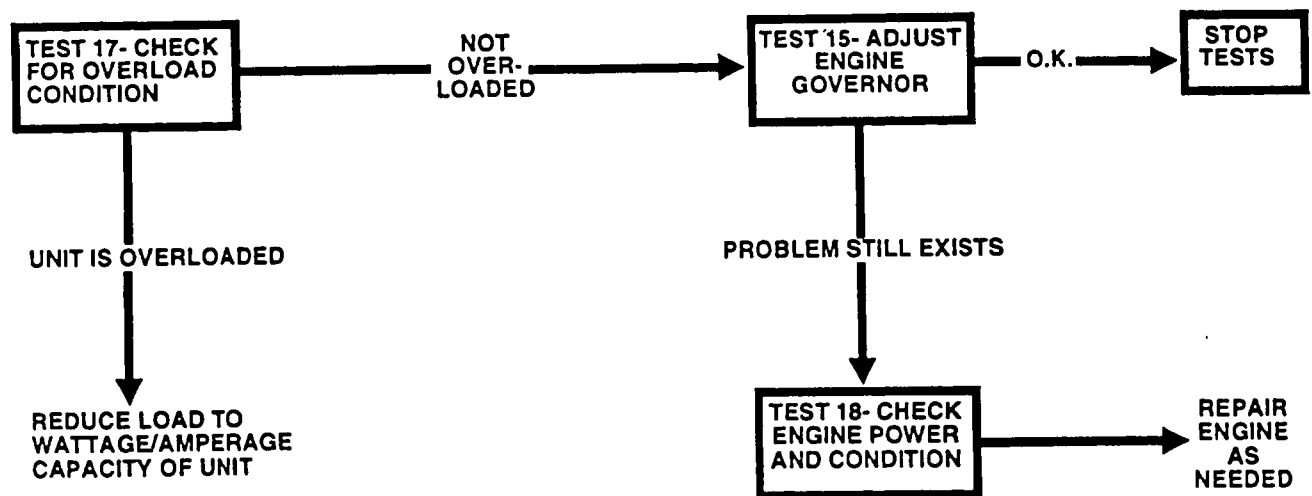 TEST 17- CHECK
FOR OVERLOAD
CONDITION
NOT
OVER-
LOADED
TEST 15- ADJUST
ENGINE
GOVERNOR
O.K.
STOP
TESTS
UNIT IS OVERLOADED
PROBLEM STILL EXISTS
REDUCE LOAD TO
WATTAGE/AMPERAGE
CAPACITY OF UNIT
TEST 18- CHECK
ENGINE POWER
AND CONDITION
REPAIR
ENGINE
AS
NEEDED